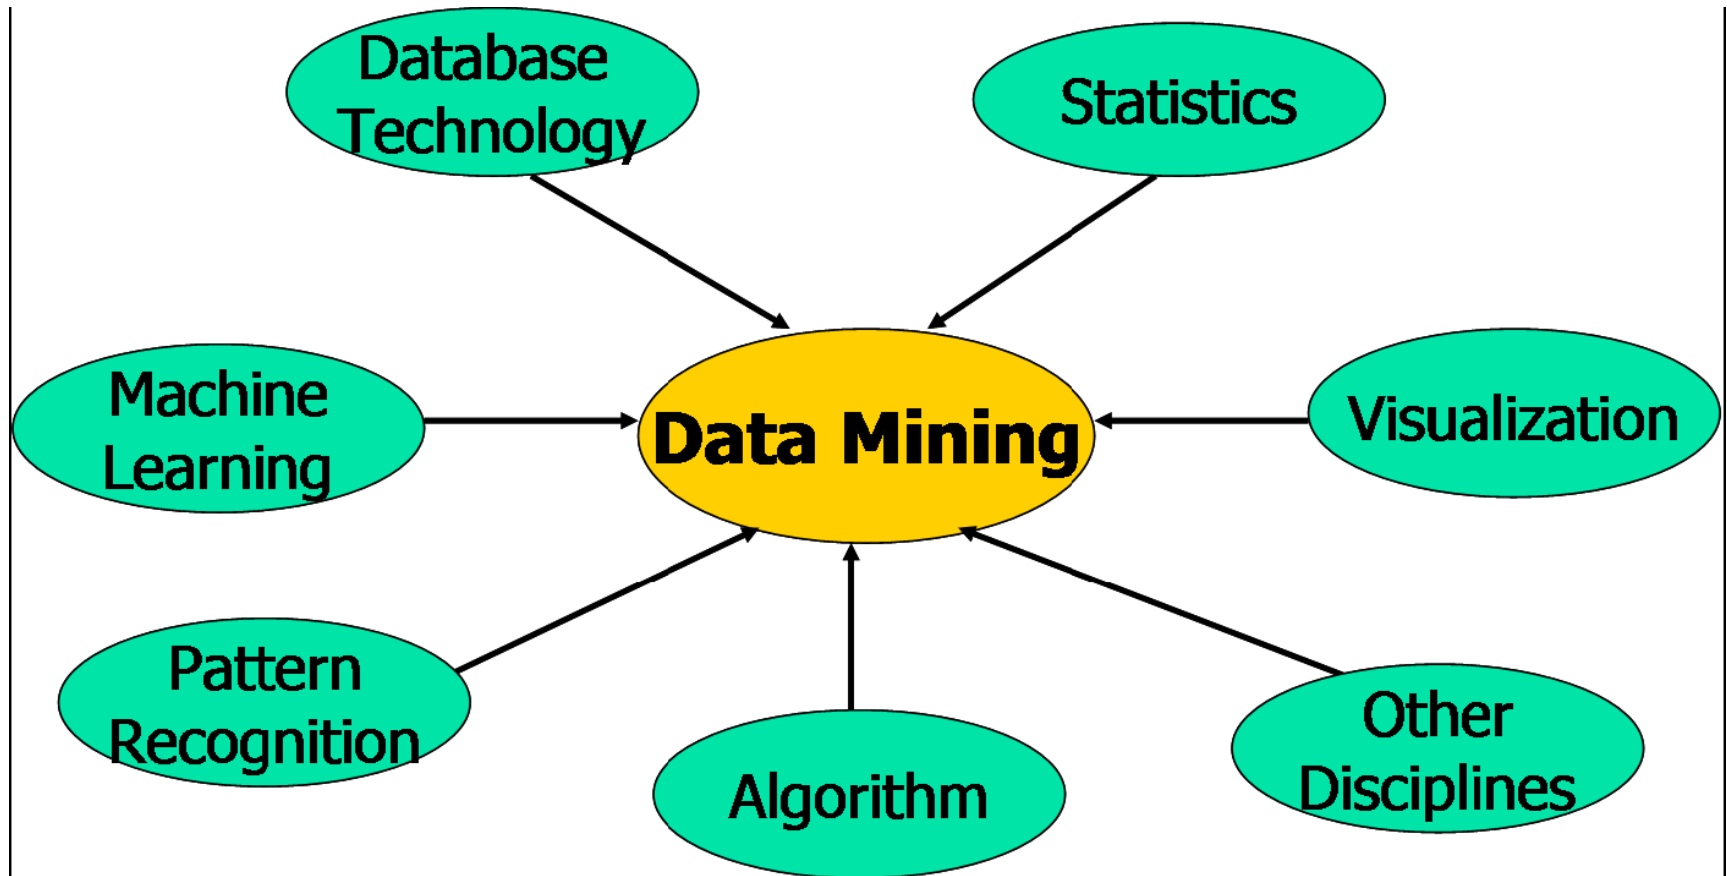 Database
Technology
Statistics
Machine
Learning
Data Mining
Visualization
Pattern
Recognition
Algorithm
Other
Disciplines